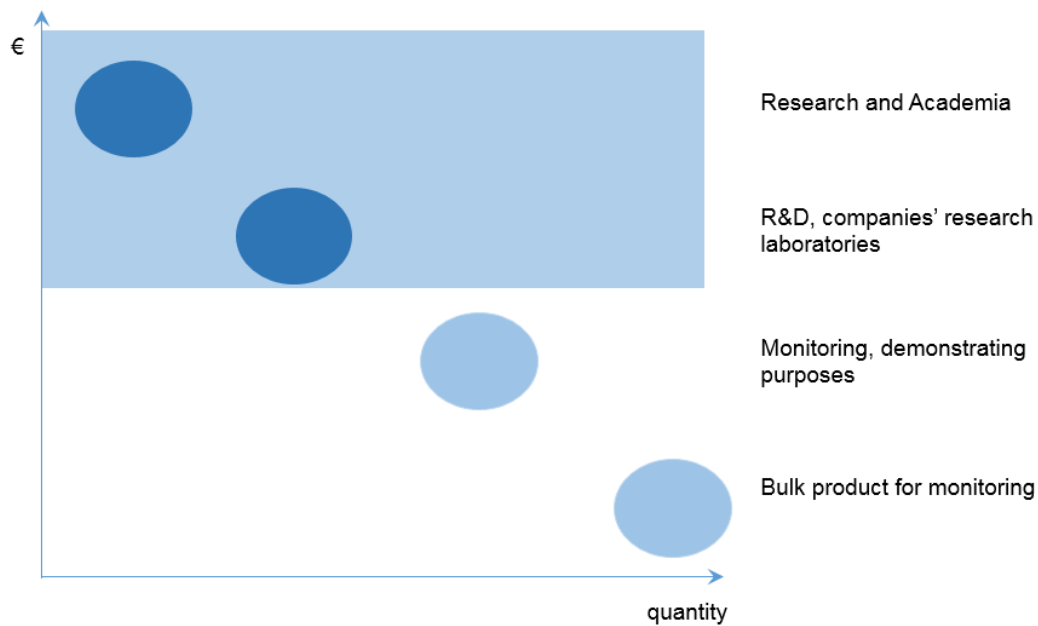 €
Research and Academia
R&D, companies’ research
laboratories
Monitoring, demonstrating
purposes
Bulk product for monitoring
quantity